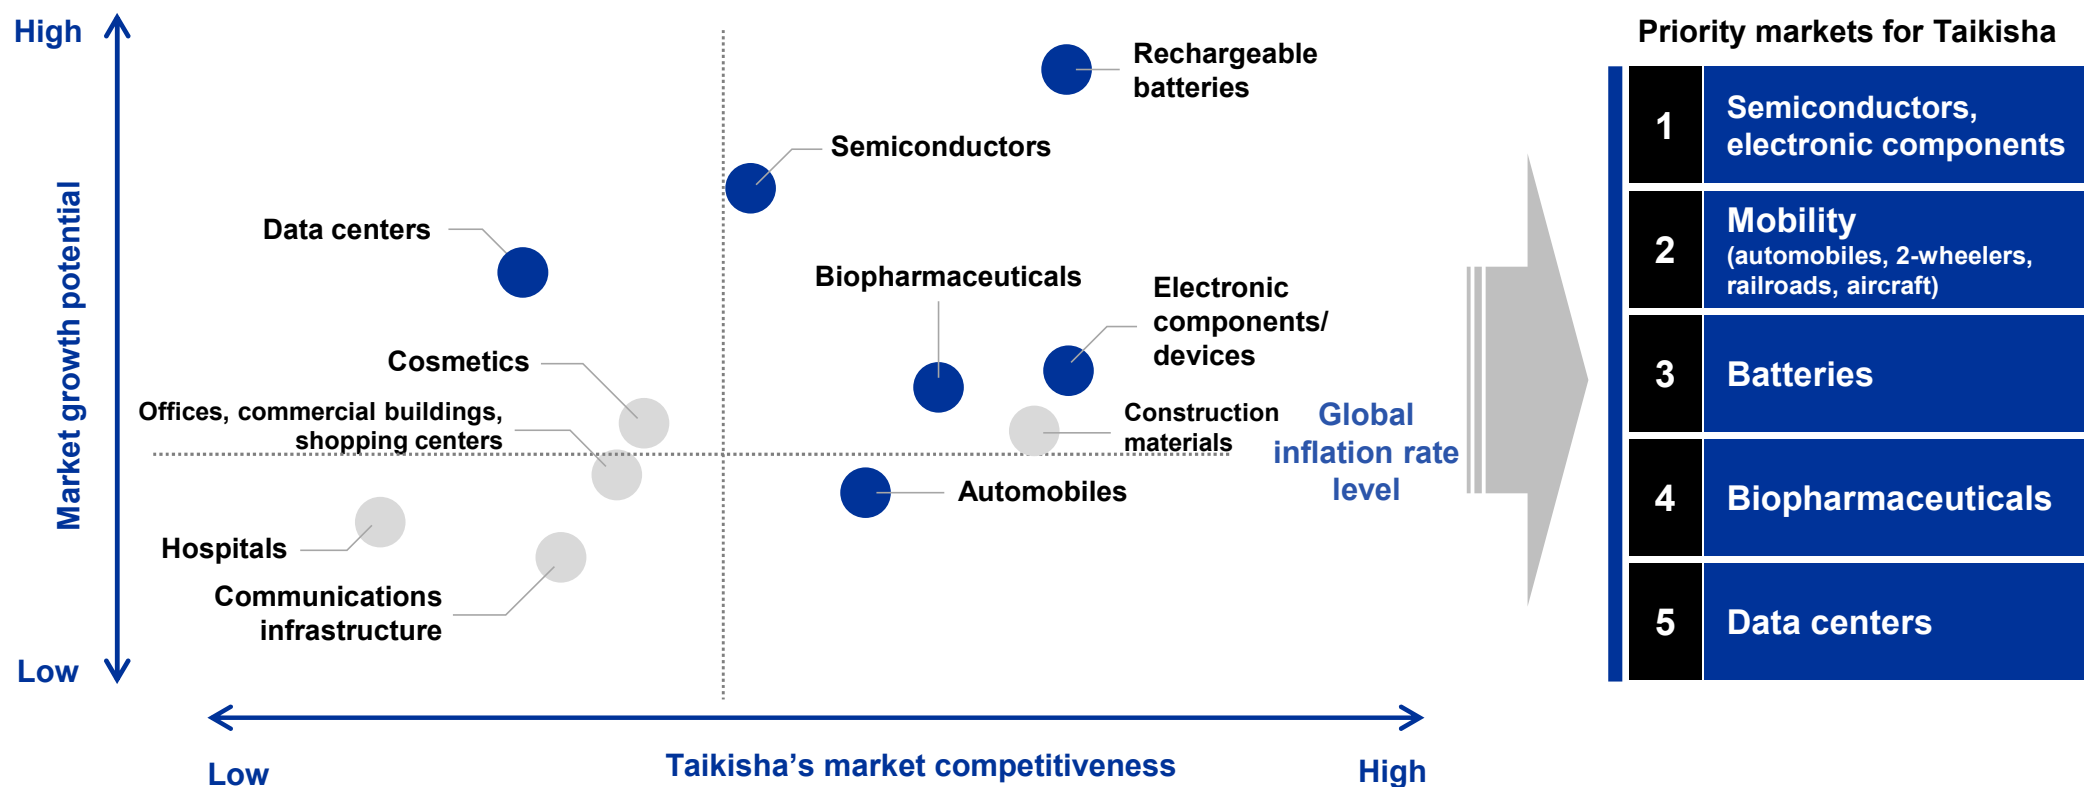 High
Market growth potential
Low
Rechargeable
batteries
Semiconductors
Data centers
Biopharmaceuticals
Electronic
components/
devices
Cosmetics
Offices, commercial buildings,
shopping centers
Construction
materials
Global
inflation rate
level
Automobiles
Hospitals
Communications
infrastructure
Low
Taikisha’s market competitiveness
High
Priority markets for Taikisha
1
Semiconductors,
electronic components
2
Mobility
(automobiles, 2-wheelers,
railroads, aircraft)
3
Batteries
4
Biopharmaceuticals
5
Data centers